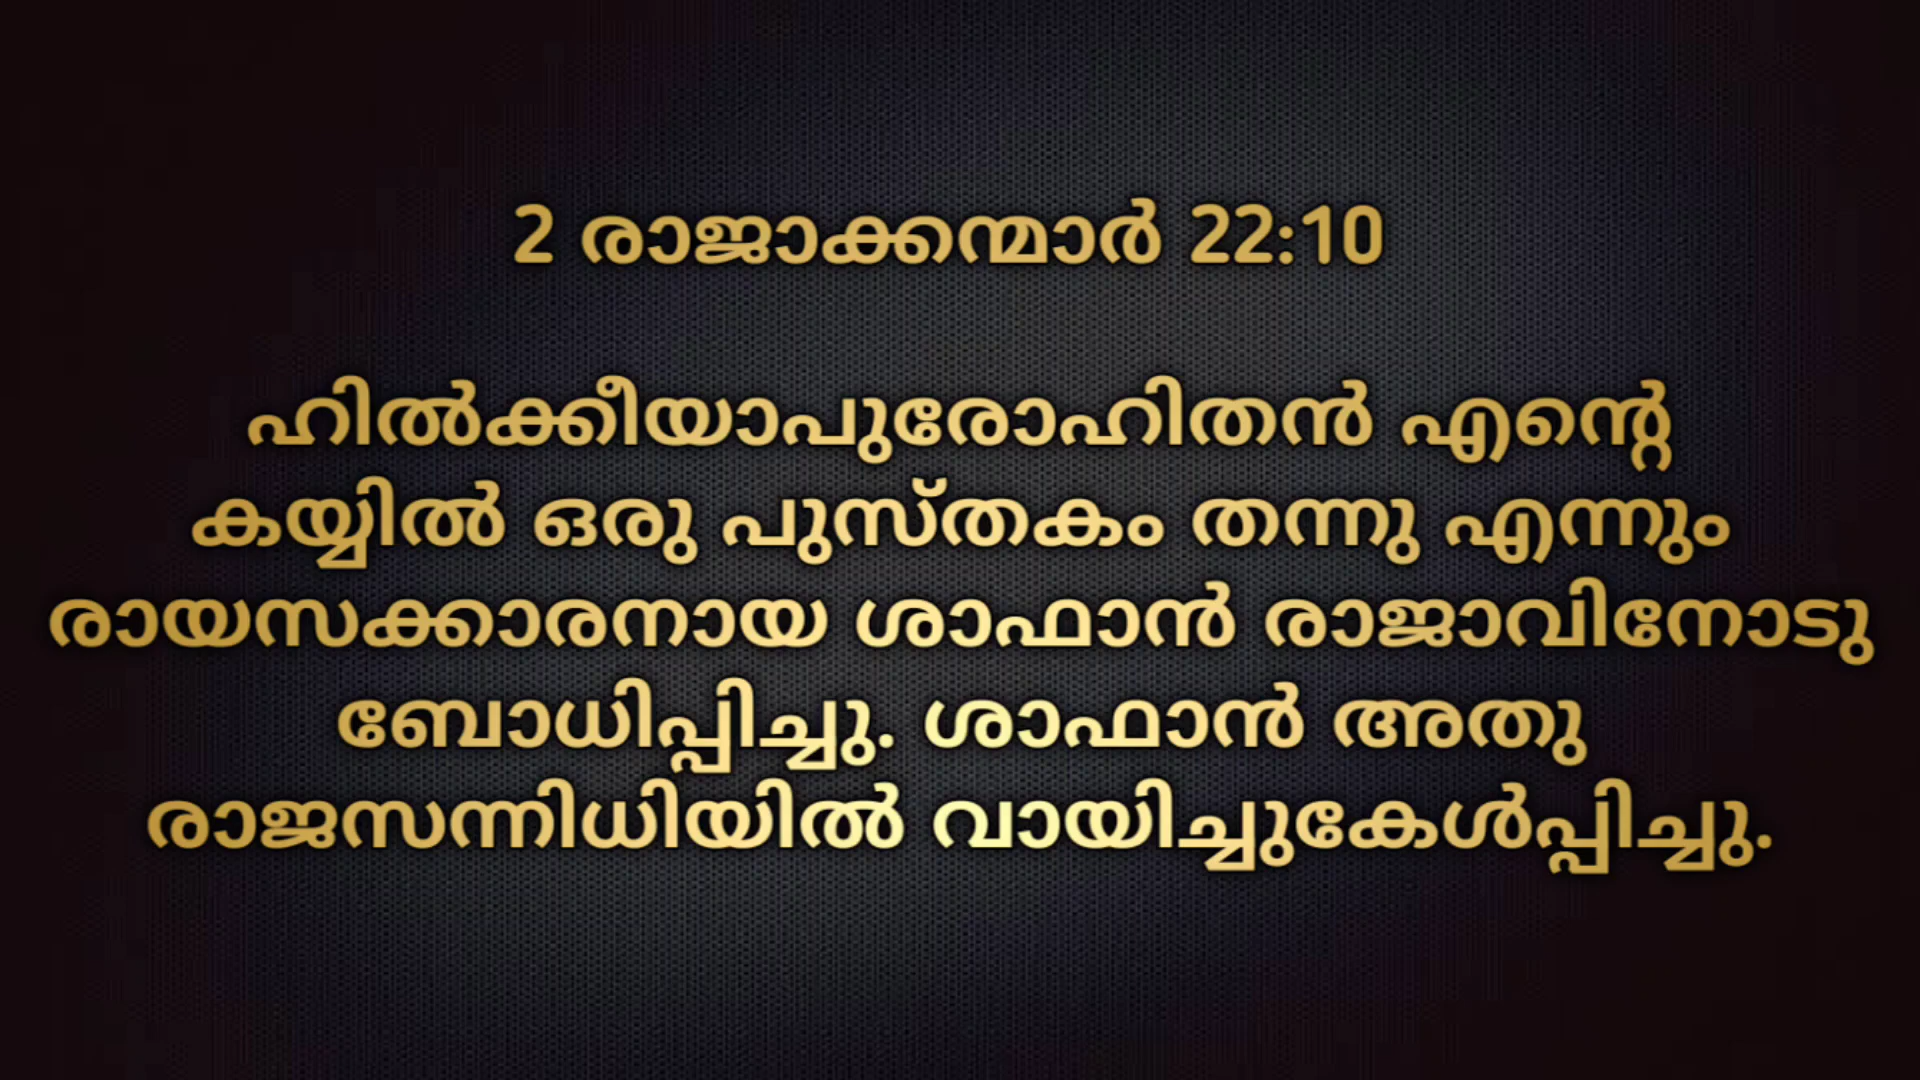 2 രാജാക്കന്മാർ 22:10
ഹിൽക്കീയാപുരോഹിതൻ എന്റെ
കയ്യിൽ ഒരു പുസ്തകം തന്നു എന്നും
രായസക്കാരനായ ശാഫാൻ രാജാവിനോടു
ബോധിപ്പിച്ചു. ശാഫാൻ അതു
രാജസന്നിധിയിൽ വായിച്ചുകേൾപ്പിച്ചു.